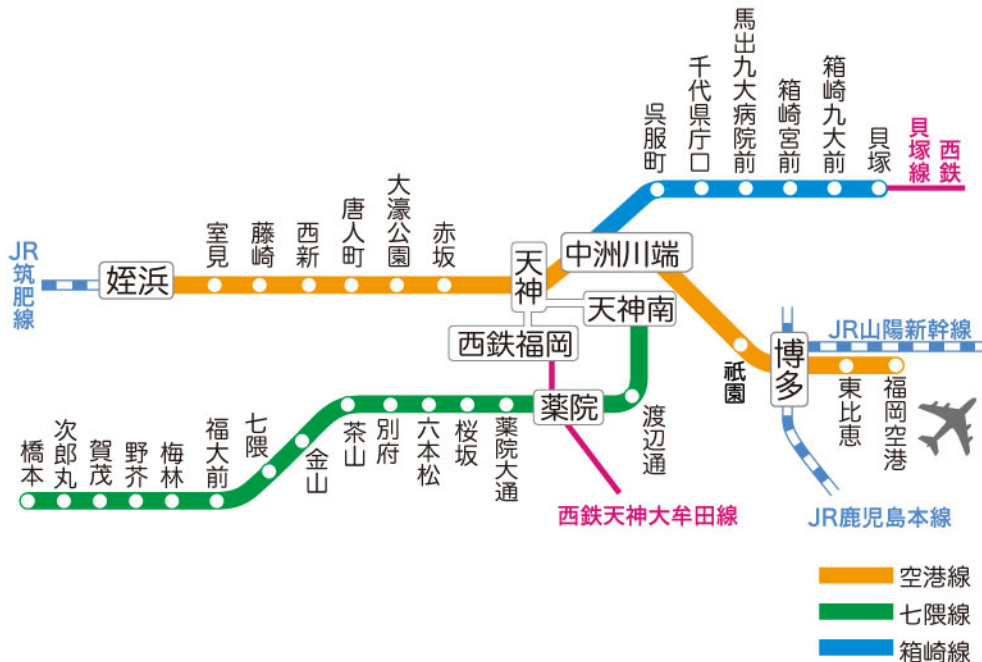 呉服町
千代県庁口
馬出九大病院前
箱崎宮前
箱崎九大前
貝塚
西鉄
貝塚線
JR筑肥線
姪浜
室見
藤崎
西新
唐人町
大濠公園
赤坂
天神
中洲川端
天神南
西鉄福岡
祇園
博多
JR山陽新幹線
東比恵
福岡空港
JR鹿児島本線
橋本
次郎丸
賀茂
野芥
梅林
福大前
七隈
金山
茶山
別府
六本松
桜坂
薬院大通
薬院
渡辺通
西鉄天神大牟田線
空港線
七隈線
箱崎線